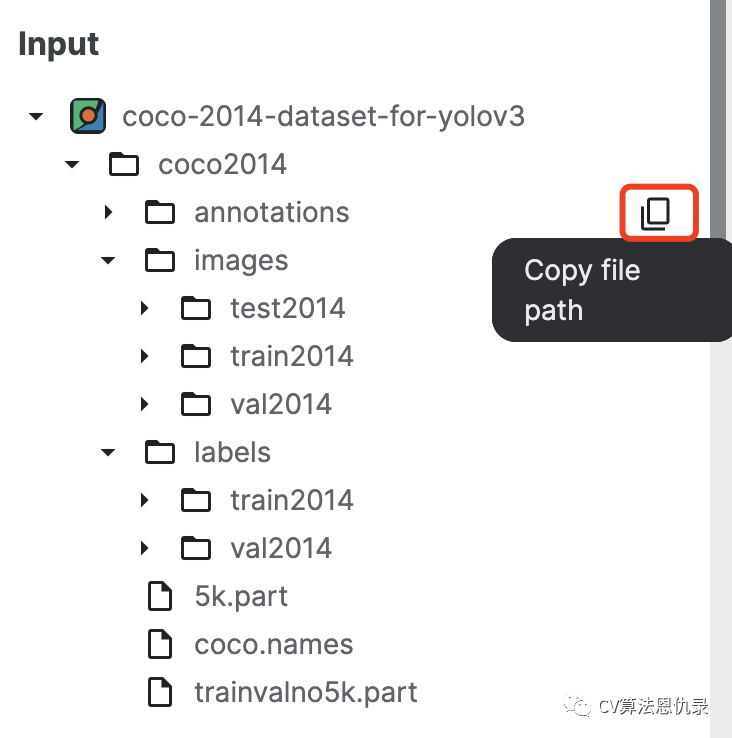 Input
coco-2014-dataset-for-yolov3
coco2014
annotations
images
Copy file
path
test2014
train2014
val2014
labels
train2014
val2014
5k.part
coco.names
trainvalno5k.part
CV算法恩仇录